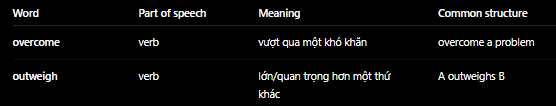 Word Part of speech Meaning Common structure
overcome verb vượt qua một khó khăn overcome a problem
outweigh verb lớn/quan trọng hơn một thứ A outweighs B
khác